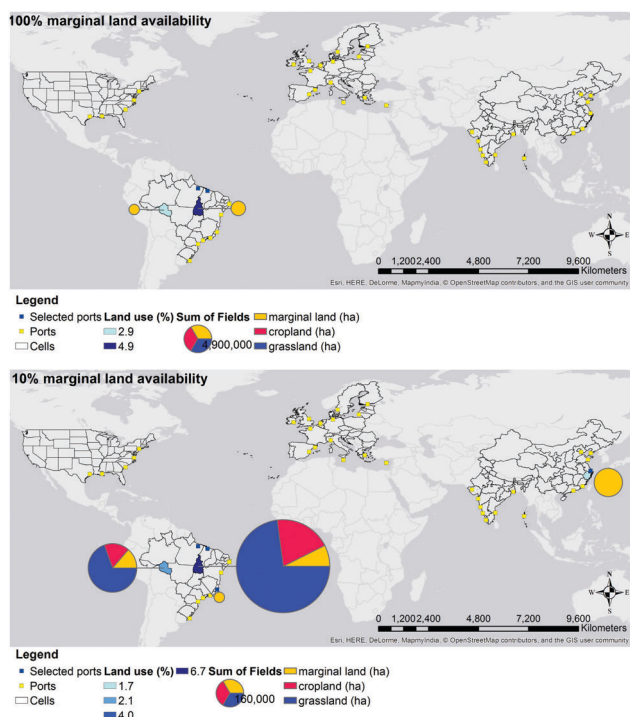 100% marginal land availability
N
W E
S
0 1,200 2,400 4,800 7,200 9,600
Kilometers
Esri, HERE, DeLorme, MapmyIndia, © OpenStreetMap contributors, and the GIS user community
Legend
Selected ports Land use (%) Sum of Fields marginal land (ha)
Ports 2.9 4,900,000 cropland (ha)
Cells 4.9 grassland (ha)
10% marginal land availability
N
W E
S
0 1,200 2,400 4,800 7,200 9,600
Kilometers
Esri, HERE, DeLorme, MapmyIndia, © OpenStreetMap contributors, and the GIS user community
Legend
Selected ports Land use (%) 6.7 Sum of Fields marginal land (ha)
Ports 1.7 160,000 cropland (ha)
Cells 2.1 grassland (ha)
4.0